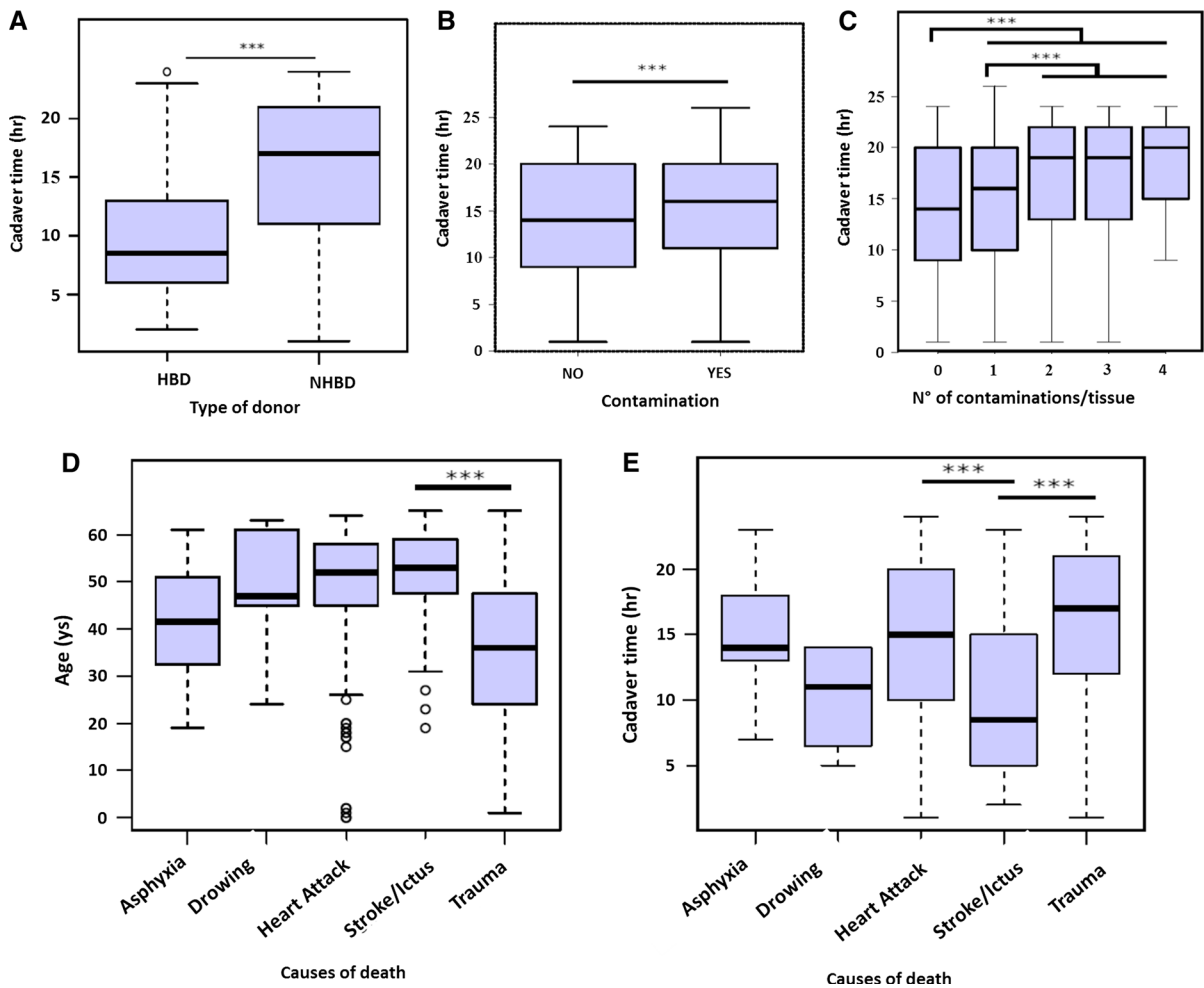 A
***
Cadaver time (hr)
20
15
10
5
HBD
NHBD
Type of donor
B
***
Cadaver time (hr)
25
20
15
10
5
0
NO
YES
Contamination
C
***
***
Cadaver time (hr)
25
20
15
10
5
0
0
1
2
3
4
N° of contaminations/tissue
D
***
Age (ys)
60
50
40
30
20
10
0
Asphyxia
Drowing
Heart Attack
Stroke/Ictus
Trauma
Causes of death
E
***
***
Cadaver time (hr)
20
15
10
5
Asphyxia
Drowing
Heart Attack
Stroke/Ictus
Trauma
Causes of death